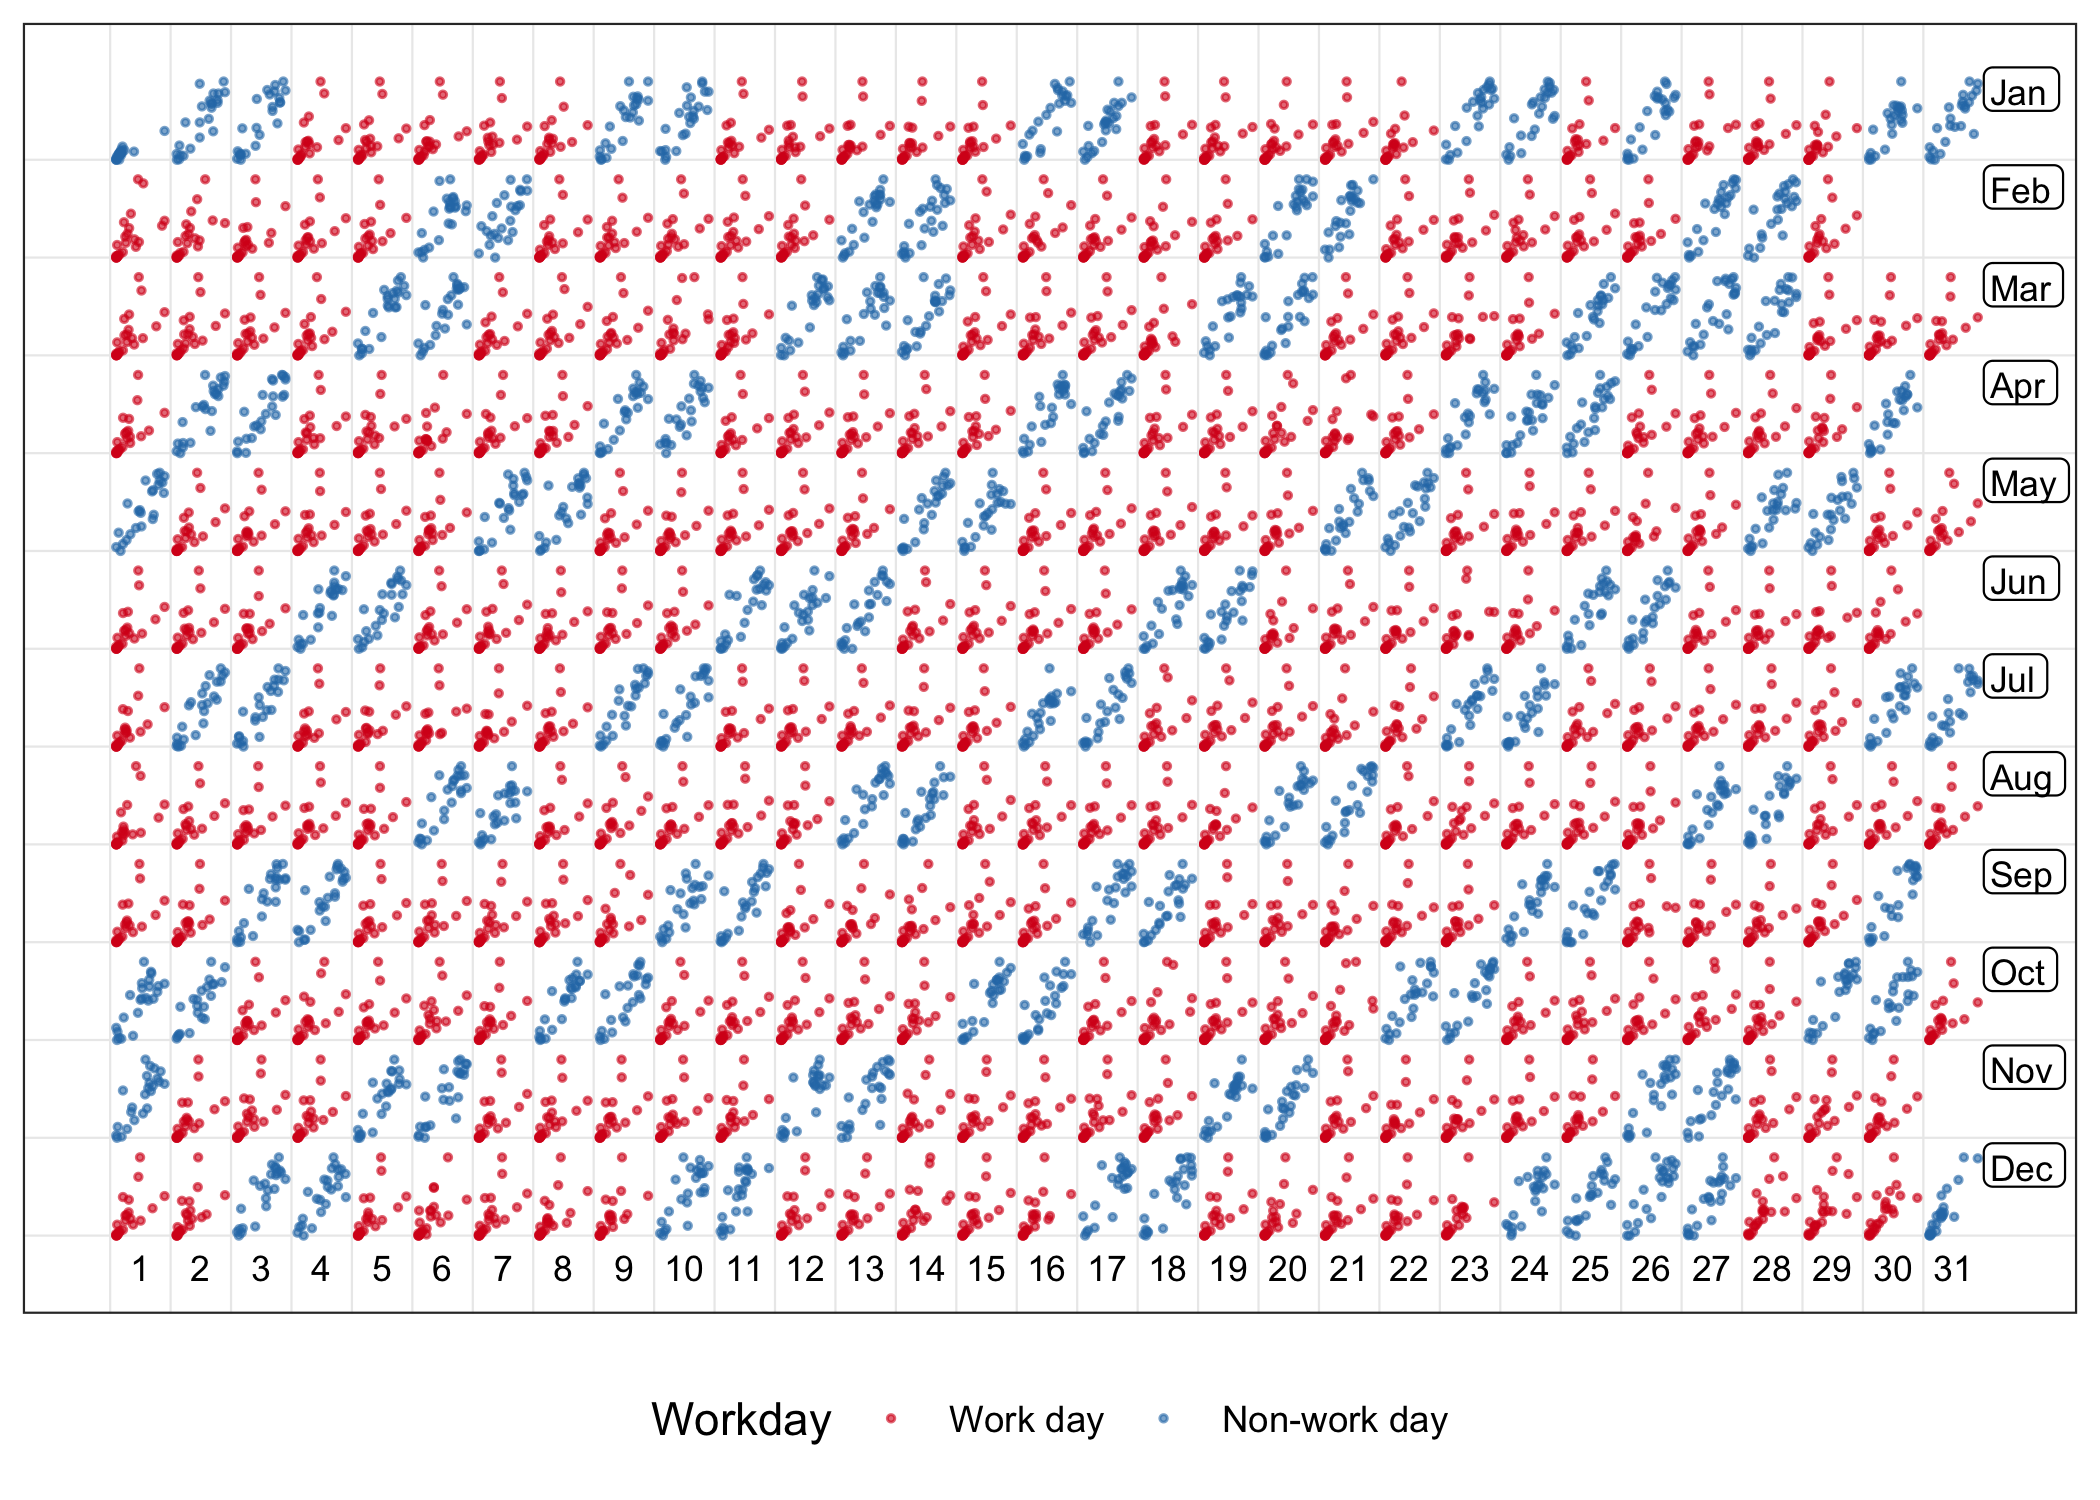 Jan
Feb
Mar
Apr
May
Jun
Jul
Aug
Sep
Oct
Nov
Dec
1 2 3 4 5 6 7 8 9 10 11 12 13 14 15 16 17 18 19 20 21 22 23 24 25 26 27 28 29 30 31
Workday Work day Non-work day